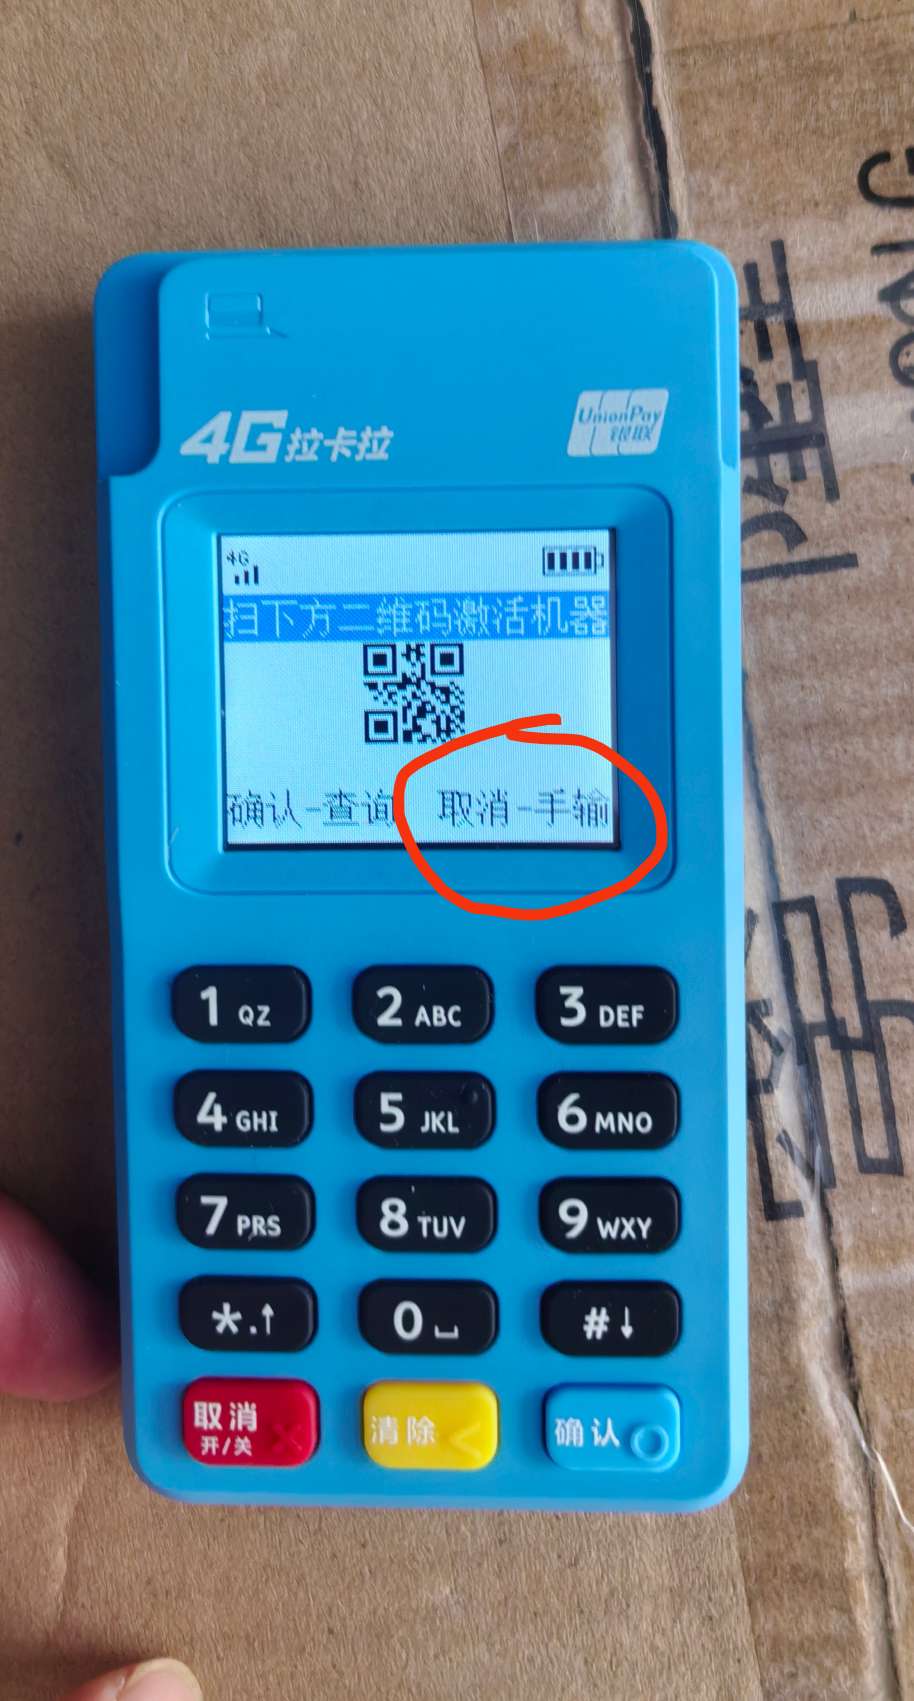 4G拉卡拉
UnionPay
银联
4G
扫下方二维码激活机器
确认-查询 取消-手输
1 QZ
2 ABC
3 DEF
4 GHI
5 JKL
6 MNO
7 PRS
8 TUV
9 WXY
*.↑
0
#↓
取消
开/关
清除
确认